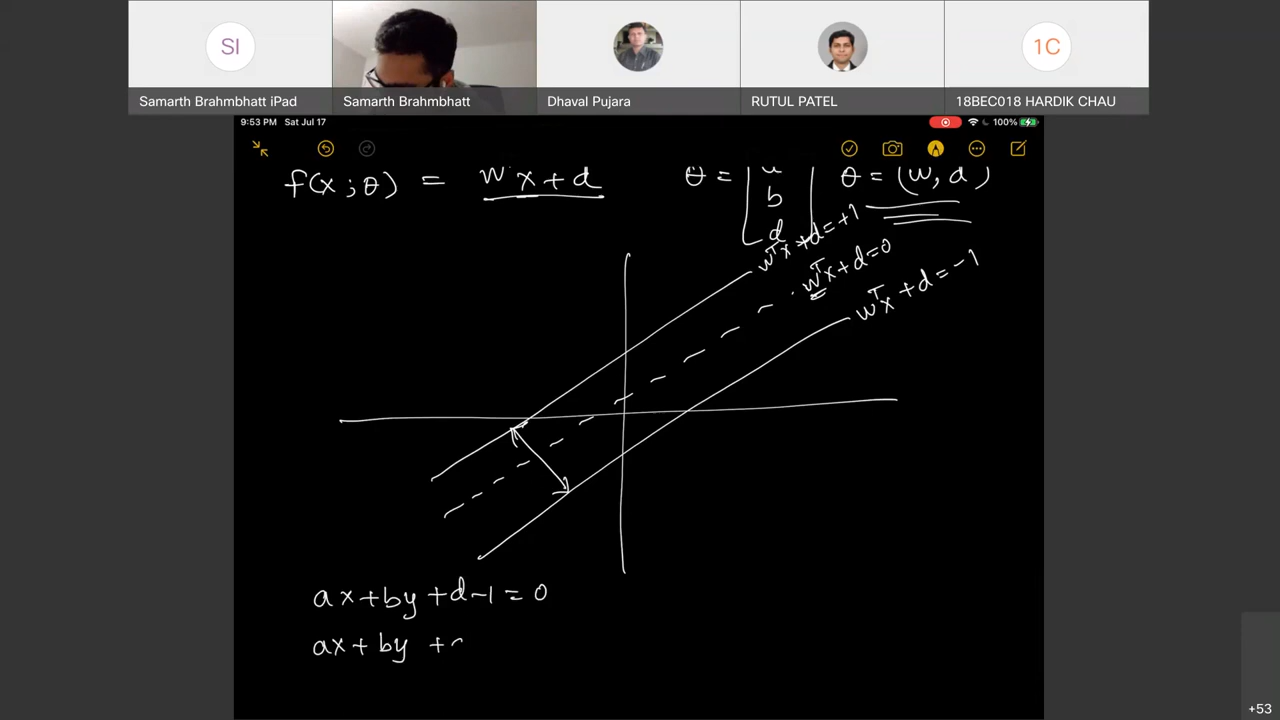 SI
1C
Samarth Brahmbhatt iPad
Samarth Brahmbhatt
Dhaval Pujara
RUTUL PATEL
18BEC018 HARDIK CHAU
9:53 PM Sat Jul 17
100%
f(x;θ) = wᵀx+d
θ = [ a b d ]
θ = (w, d)
wᵀx+d=+1
wᵀx+d=0
wᵀx+d=-1
ax+by+d-1=0
ax+by +
+53